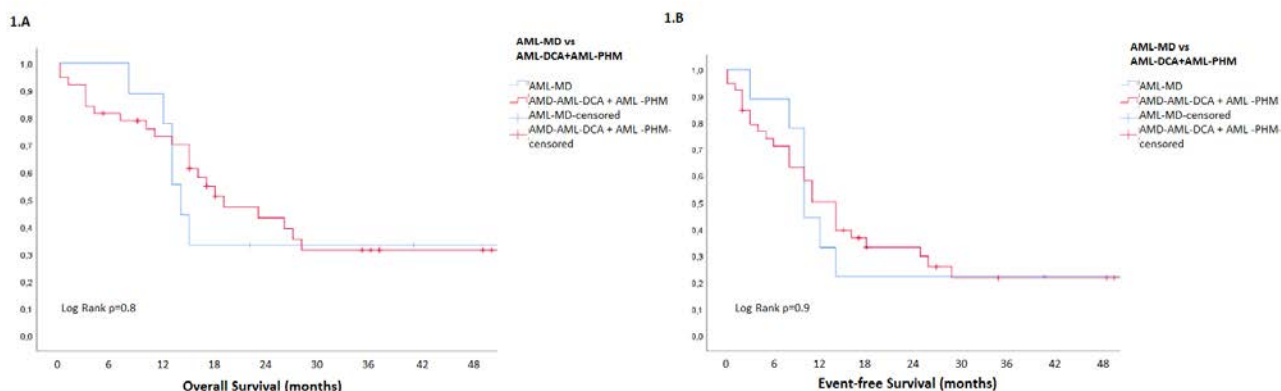 1.A
AML-MD vs
AML-DCA+AML-PHM
AML-MD
AMD-AML-DCA + AML -PHM
AML-MD-censored
AMD-AML-DCA + AML -PHM-
censored
1,0
0,9
0,8
0,7
0,6
0,5
0,4
0,3
0,2
0,1
0,0
Log Rank p=0.8
0 6 12 18 24 30 36 42 48
Overall Survival (months)
1.B
AML-MD vs
AML-DCA+AML-PHM
AML-MD
AMD-AML-DCA + AML -PHM
AML-MD-censored
AMD-AML-DCA + AML -PHM-
censored
1,0
0,9
0,8
0,7
0,6
0,5
0,4
0,3
0,2
0,1
0,0
Log Rank p=0.9
0 6 12 18 24 30 36 42 48
Event-free Survival (months)